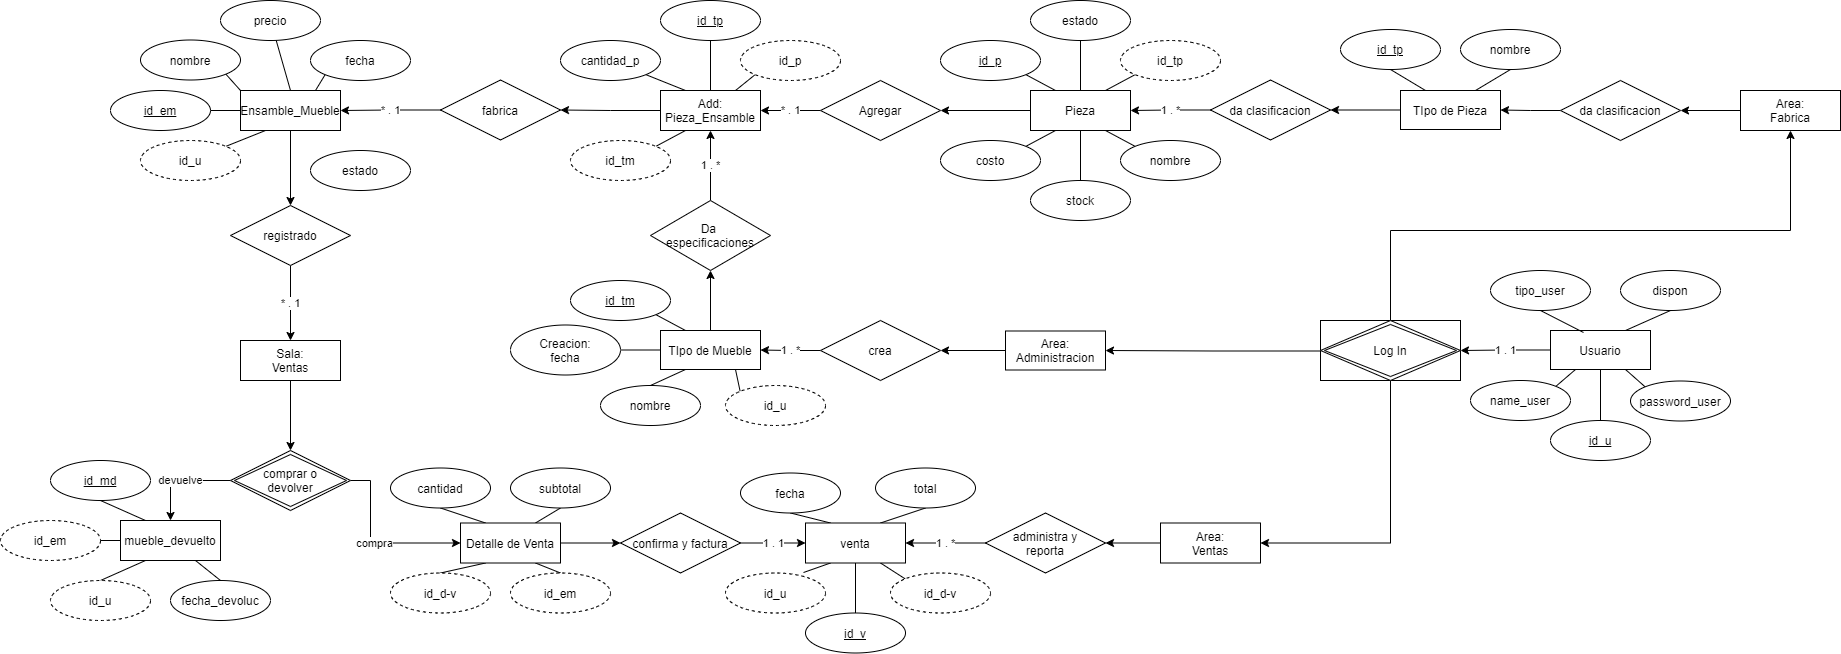 precio
id_tp
estado
nombre
fecha
cantidad_p
id_p
id_p
id_tp
id_tp
nombre
id_em
Ensamble_Mueble
* . 1
fabrica
Add:
Pieza_Ensamble
* . 1
Agregar
Pieza
1 . *
da clasificacion
TIpo de Pieza
da clasificacion
Area:
Fabrica
id_u
estado
id_tm
1 . *
costo
nombre
stock
registrado
Da
especificaciones
* . 1
id_tm
tipo_user
dispon
Sala:
Ventas
Creacion:
fecha
TIpo de Mueble
1 . *
crea
Area:
Administracion
Log In
1 . 1
Usuario
nombre
id_u
name_user
password_user
id_u
id_md
devuelve
comprar o
devolver
cantidad
subtotal
fecha
total
id_em
mueble_devuelto
compra
Detalle de Venta
confirma y factura
1 . 1
venta
1 . *
administra y
reporta
Area:
Ventas
id_u
fecha_devoluc
id_d-v
id_em
id_u
id_d-v
id_v